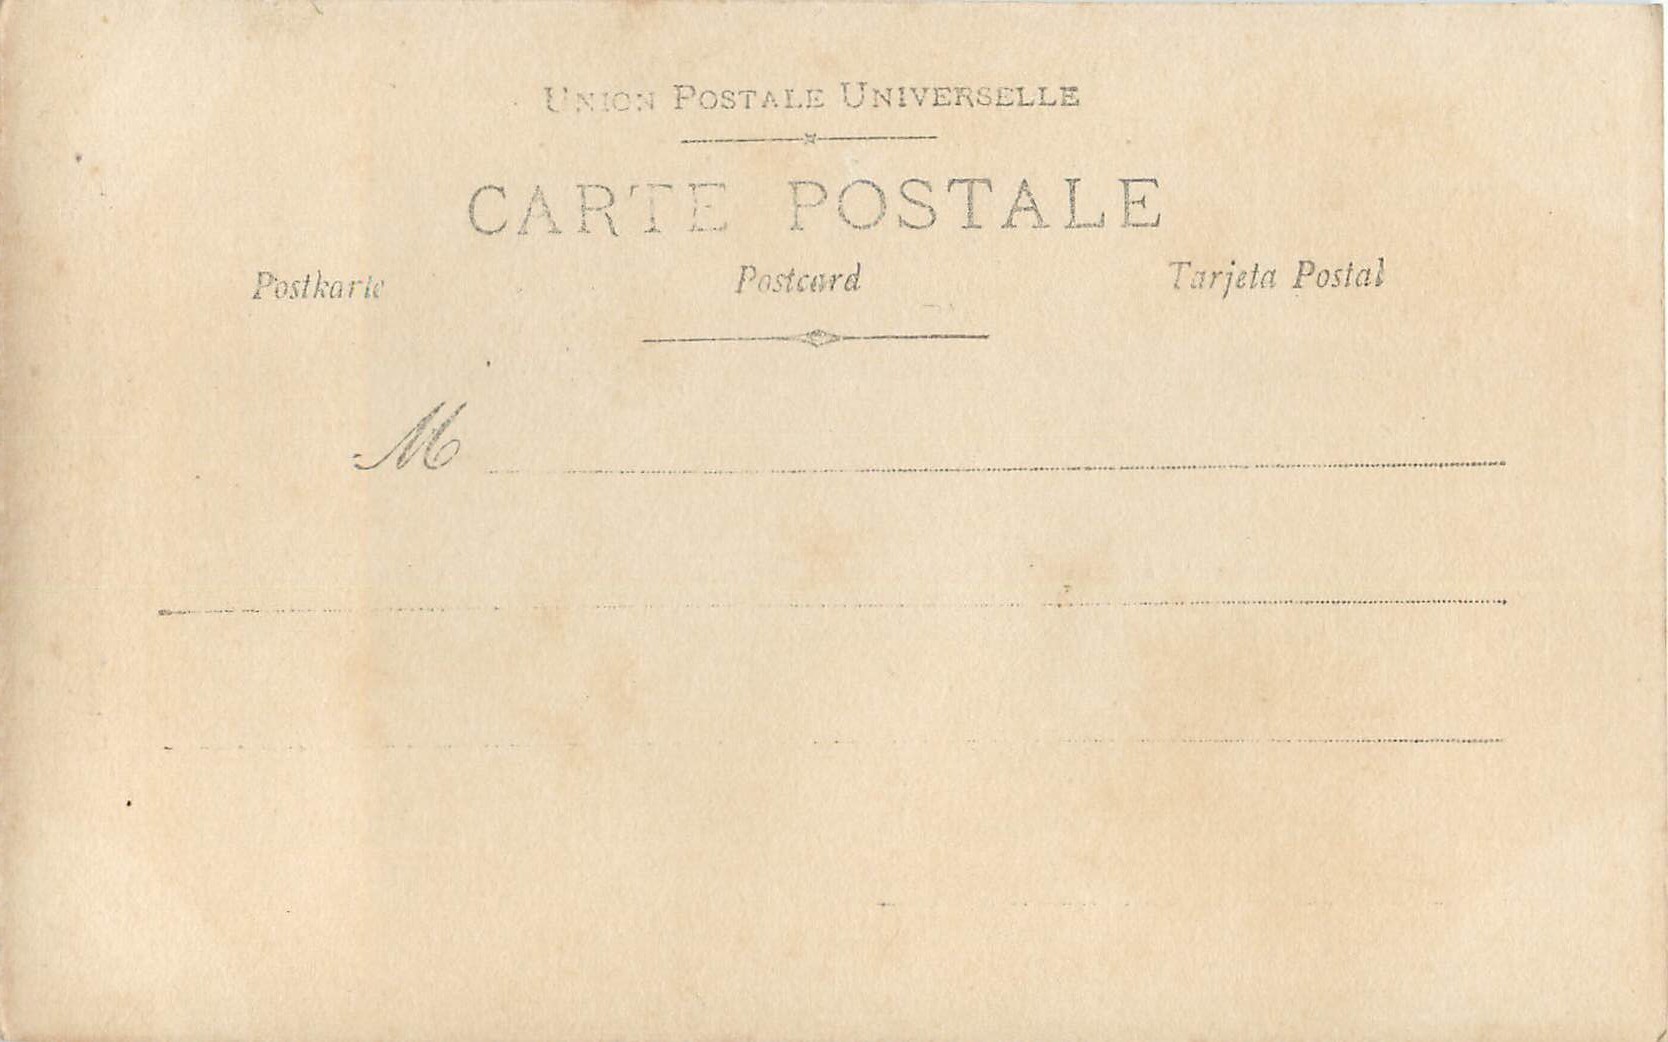 UNION POSTALE UNIVERSELLE
CARTE POSTALE
Postkarte Postcard Tarjeta Postal
M